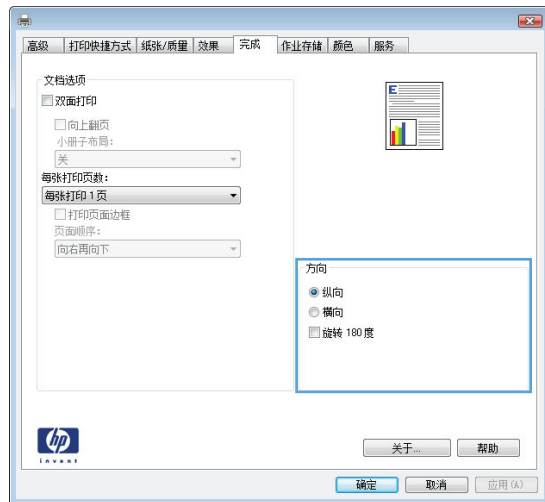 高级 打印快捷方式 纸张/质量 效果 完成 作业存储 颜色 服务
文档选项
双面打印
向上翻页
小册子布局:
关
每张打印页数:
每张打印 1 页
打印页面边框
页面顺序:
向右再向下
E
方向
纵向
横向
旋转 180 度
hp
invent
关于... 帮助
确定 取消 应用(A)